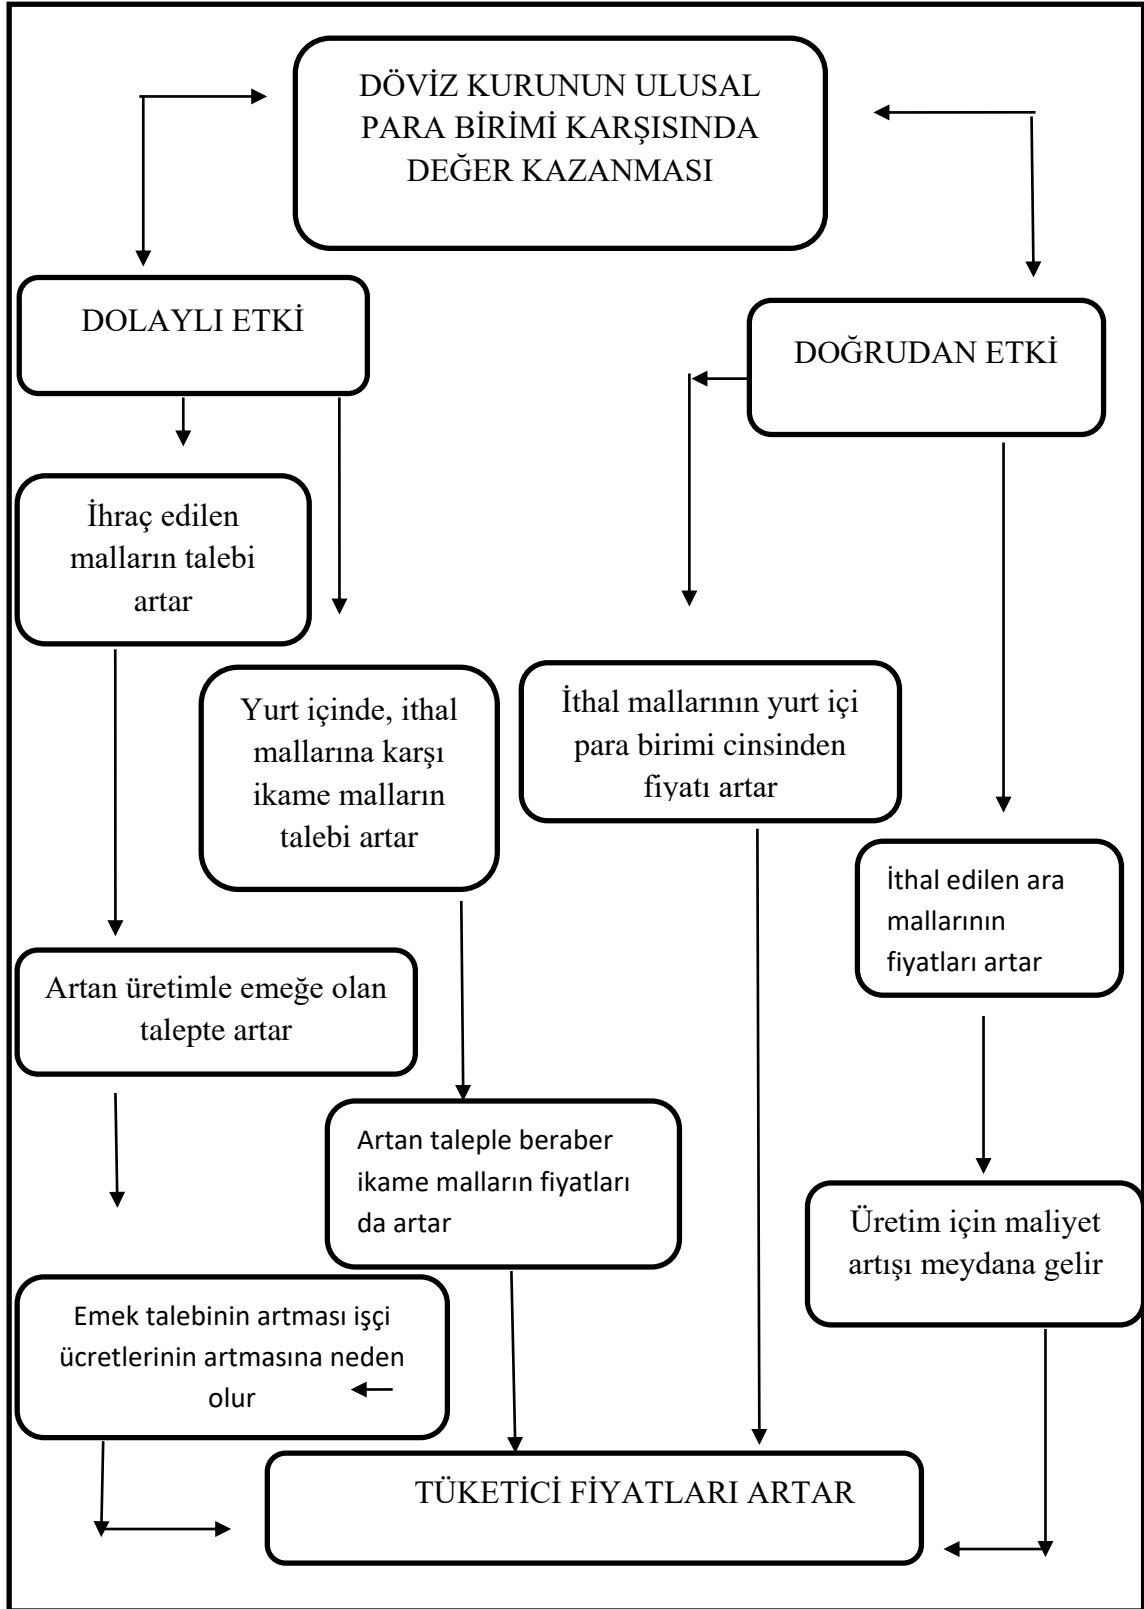 DÖVİZ KURUNUN ULUSAL
PARA BİRİMİ KARŞISINDA
DEĞER KAZANMASI
DOLAYLI ETKİ
DOĞRUDAN ETKİ
İhraç edilen
malların talebi
artar
Yurt içinde, ithal
mallarına karşı
ikame malların
talebi artar
İthal mallarının yurt içi
para birimi cinsinden
fiyatı artar
İthal edilen ara
mallarının
fiyatları artar
Artan üretimle emeğe olan
talepte artar
Artan taleple beraber
ikame malların fiyatları
da artar
Üretim için maliyet
artışı meydana gelir
Emek talebinin artması işçi
ücretlerinin artmasına neden
olur
TÜKETİCİ FİYATLARI ARTAR